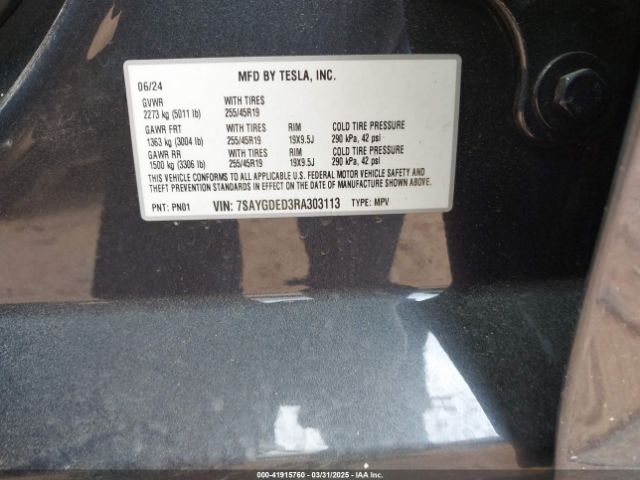 MFD BY TESLA, INC.
06/24
GVWR WITH TIRES
2273 kg (5011 lb) 255/45R19
GAWR FRT WITH TIRES RIM COLD TIRE PRESSURE
1363 kg (3004 lb) 255/45R19 19X9.5J 290 kPa, 42 psi
GAWR RR WITH TIRES RIM COLD TIRE PRESSURE
1500 kg (3306 lb) 255/45R19 19X9.5J 290 kPa, 42 psi
THIS VEHICLE CONFORMS TO ALL APPLICABLE U.S. FEDERAL MOTOR VEHICLE SAFETY AND
THEFT PREVENTION STANDARDS IN EFFECT ON THE DATE OF MANUFACTURE SHOWN ABOVE.
PNT: PN01 VIN: 7SAYGDED3RA303113 TYPE: MPV
000-41915760 - 03/31/2025 - IAAI.COM